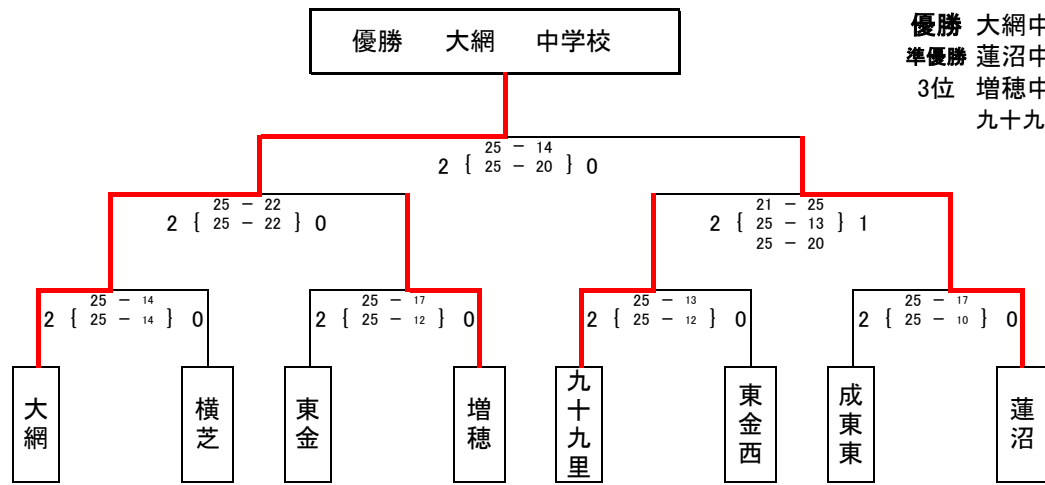 優勝 大網 中学校
優勝 大網中
準優勝 蓮沼中
3位 増穂中
九十九
25 － 14
2 { 25 － 20 } 0
25 － 22
2 { 25 － 22 } 0
21 － 25
2 { 25 － 13 } 1
25 － 20
25 － 14
2 { 25 － 14 } 0
25 － 17
2 { 25 － 12 } 0
25 － 13
2 { 25 － 12 } 0
25 － 17
2 { 25 － 10 } 0
大網
横芝
東金
増穂
九十九里
東金西
成東東
蓮沼